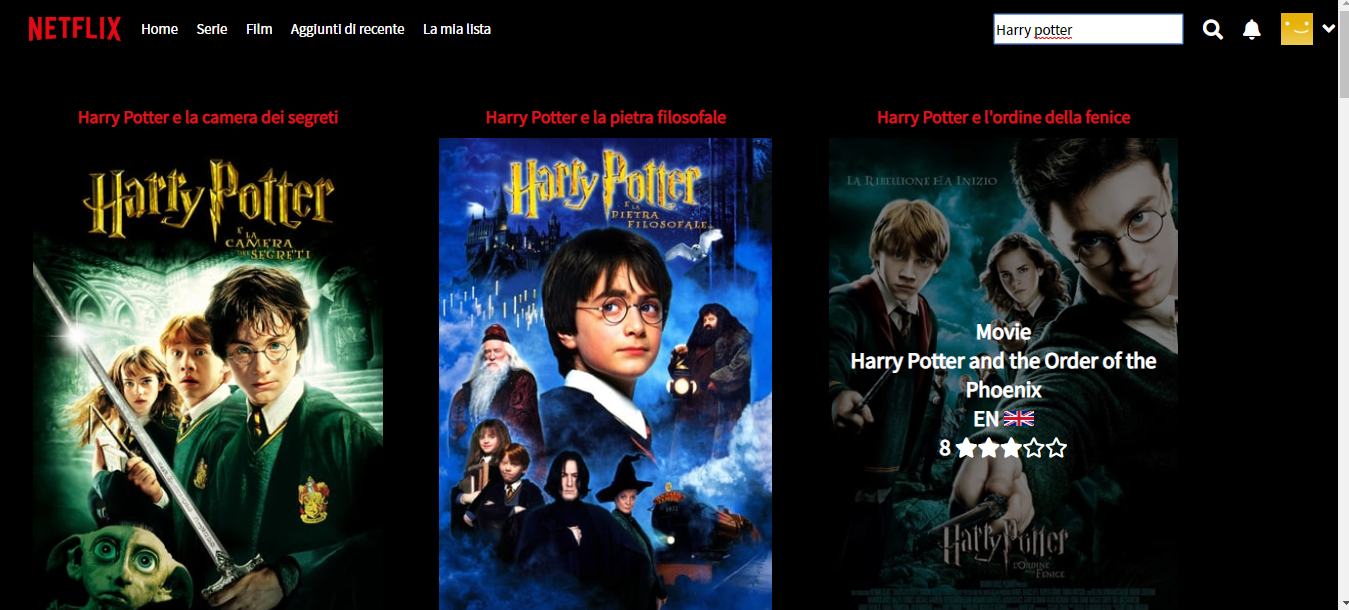 NETFLIX Home Serie Film Aggiunti di recente La mia lista Harry potter
Harry Potter e la camera dei segreti
Harry Potter e la pietra filosofale
Harry Potter e l'ordine della fenice
Harry Potter
E LA
CAMERA
DEI SEGRETI
Harry Potter
E LA
PIETRA
FILOSOFALE
LA RIBELLIONE HA INIZIO
Movie
Harry Potter and the Order of the
Phoenix
EN
8
Harry Potter
E L'ORDINE
DELLA FENICE